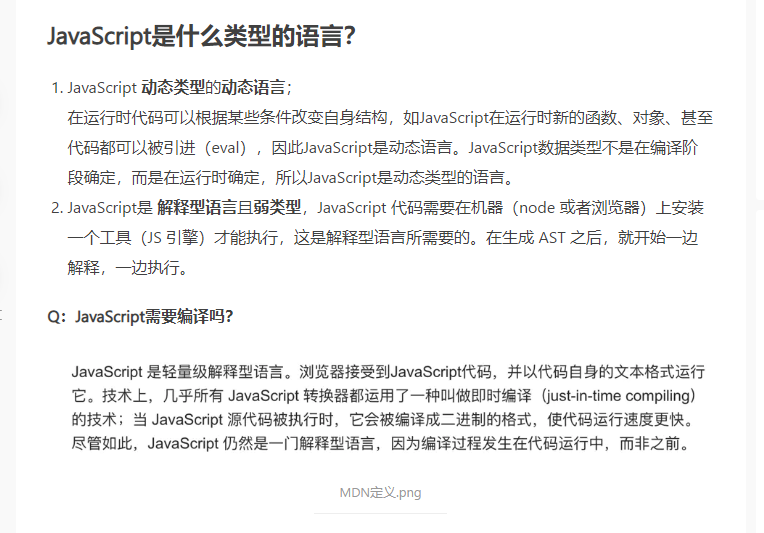 JavaScript是什么类型的语言?
1. JavaScript 动态类型的动态语言；
在运行时代码可以根据某些条件改变自身结构，如JavaScript在运行时新的函数、对象、甚至
代码都可以被引进（eval），因此JavaScript是动态语言。JavaScript数据类型不是在编译阶
段确定，而是在运行时确定，所以JavaScript是动态类型的语言。
2. JavaScript是 解释型语言且弱类型，JavaScript 代码需要在机器（node 或者浏览器）上安装
一个工具（JS 引擎）才能执行，这是解释型语言所需要的。在生成 AST 之后，就开始一边
解释，一边执行。
Q：JavaScript需要编译吗?
JavaScript 是轻量级解释型语言。浏览器接受到JavaScript代码，并以代码自身的文本格式运行
它。技术上，几乎所有 JavaScript 转换器都运用了一种叫做即时编译（just-in-time compiling）
的技术；当 JavaScript 源代码被执行时，它会被编译成二进制的格式，使代码运行速度更快。
尽管如此，JavaScript 仍然是一门解释型语言，因为编译过程发生在代码运行中，而非之前。
MDN定义.png